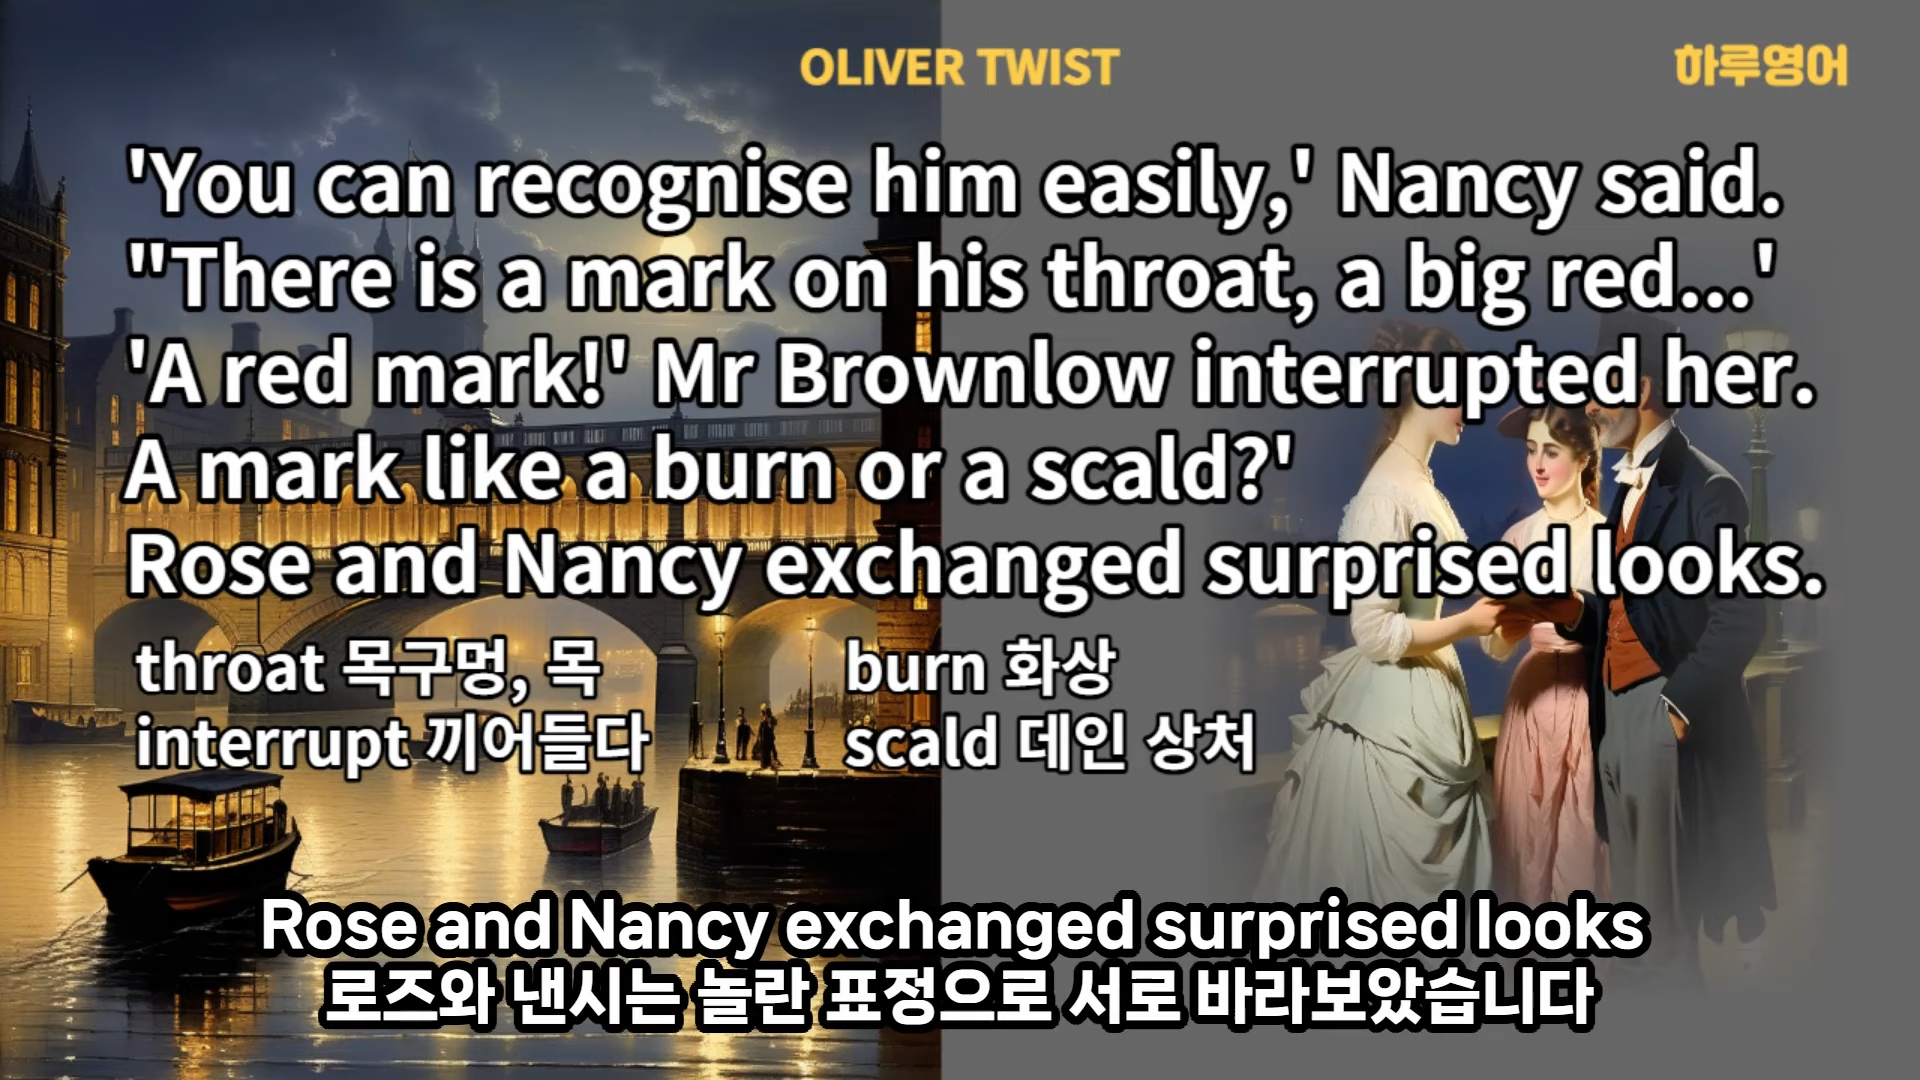 OLIVER TWIST
하루영어
'You can recognise him easily,' Nancy said.
"There is a mark on his throat, a big red...'
'A red mark!' Mr Brownlow interrupted her.
A mark like a burn or a scald?'
Rose and Nancy exchanged surprised looks.
throat 목구멍, 목
burn 화상
interrupt 끼어들다
scald 데인 상처
Rose and Nancy exchanged surprised looks
로즈와 낸시는 놀란 표정으로 서로 바라보았습니다